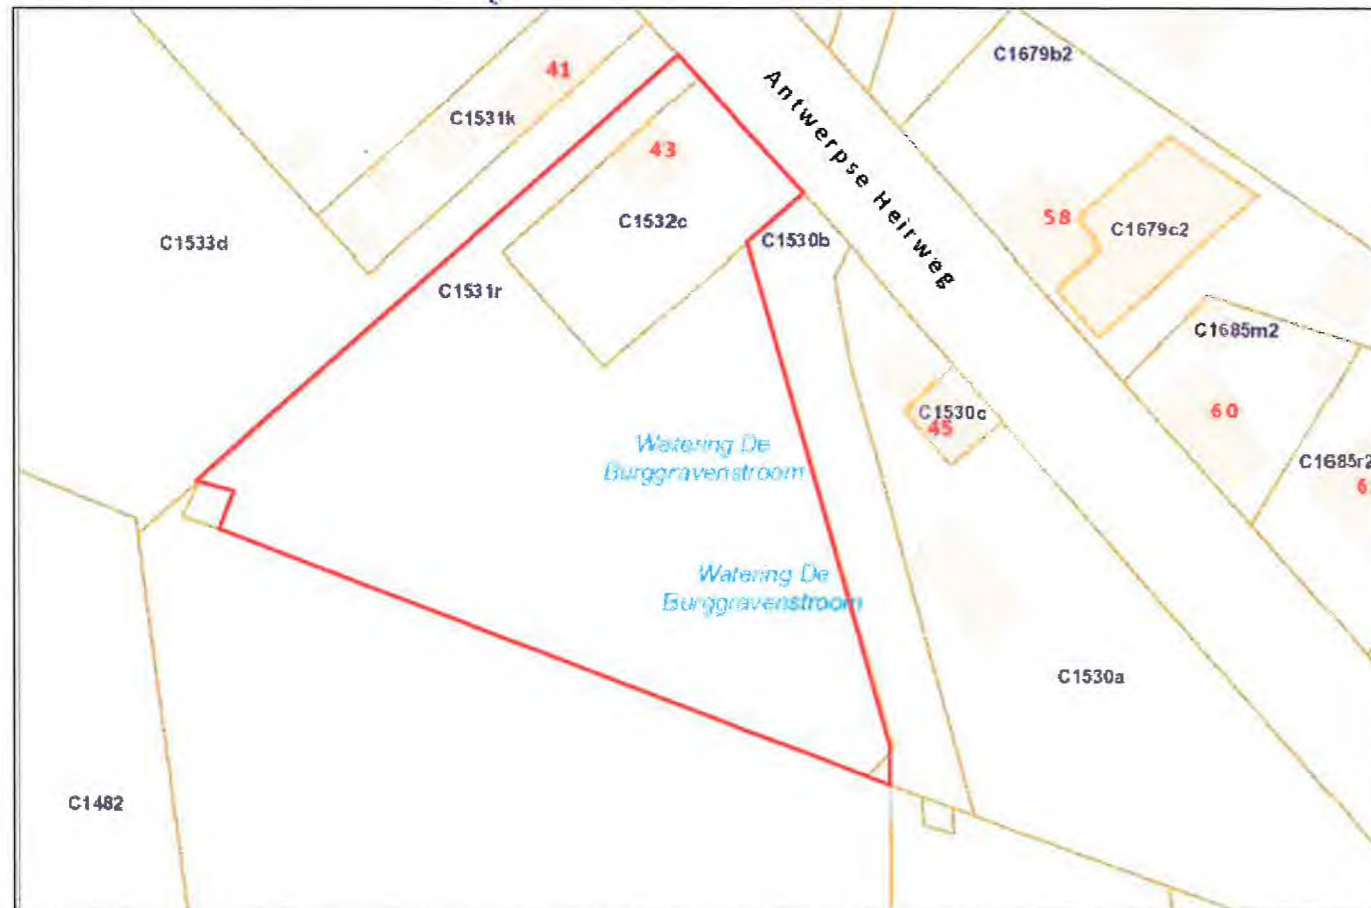 C1679b2
41
C1531k
Antwerpse Heirweg
43
C1532c
58
C1679c2
C1533d
C1530b
C1531r
C1685m2
60
C1530c
45
C1685r2
Watering De
Burggravenstroom
Watering De
Burggravenstroom
C1530a
C1482